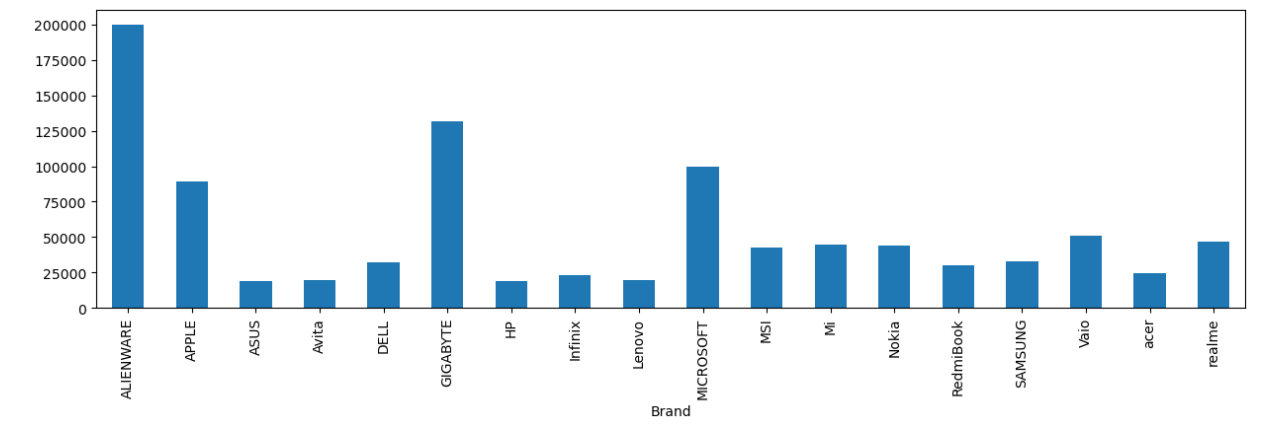 200000
175000
150000
125000
100000
75000
50000
25000
0
ALIENWARE
APPLE
ASUS
Avita
DELL
GIGABYTE
HP
Infinix
Lenovo
MICROSOFT
MSI
Mi
Nokia
RedmiBook
SAMSUNG
Vaio
acer
realme
Brand